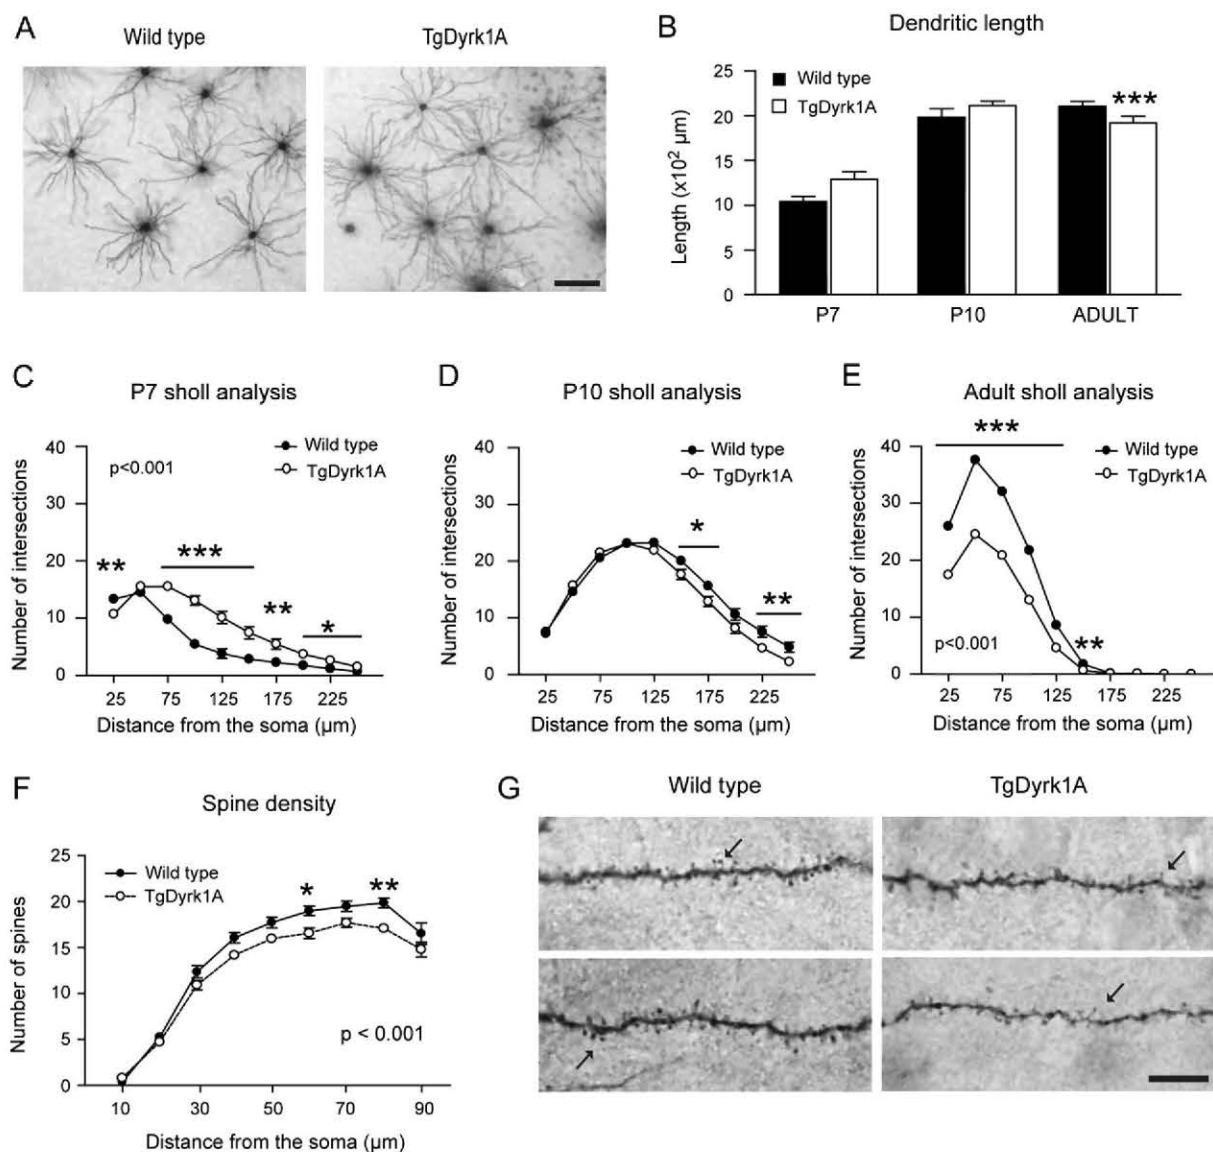 A
Wild type
TgDyrk1A
B
Dendritic length
Length (x10² µm)
25
20
15
10
5
0
Wild type
TgDyrk1A
***
P7
P10
ADULT
C
P7 sholl analysis
Number of intersections
40
30
20
10
0
p<0.001
Wild type
TgDyrk1A
**
***
**
*
25
75
125
175
225
Distance from the soma (µm)
D
P10 sholl analysis
Number of intersections
40
30
20
10
0
Wild type
TgDyrk1A
*
**
25
75
125
175
225
Distance from the soma (µm)
E
Adult sholl analysis
***
Number of intersections
40
30
20
10
0
Wild type
TgDyrk1A
p<0.001
**
25
75
125
175
225
Distance from the soma (µm)
F
Spine density
Number of spines
25
20
15
10
5
0
Wild type
TgDyrk1A
*
**
p < 0.001
10
30
50
70
90
Distance from the soma (µm)
G
Wild type
TgDyrk1A